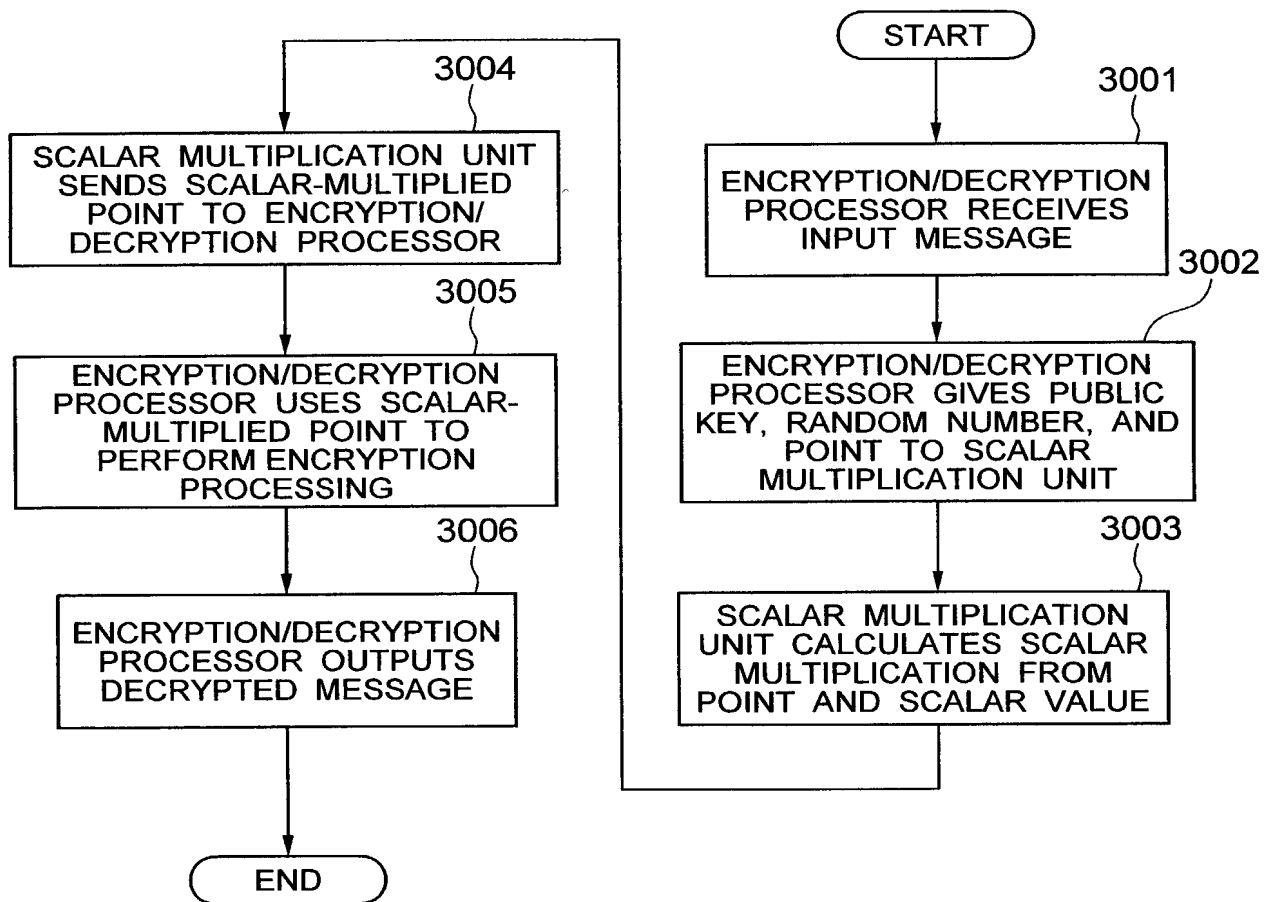 START
3001
ENCRYPTION/DECRYPTION
PROCESSOR RECEIVES
INPUT MESSAGE
3002
ENCRYPTION/DECRYPTION
PROCESSOR GIVES PUBLIC
KEY, RANDOM NUMBER, AND
POINT TO SCALAR
MULTIPLICATION UNIT
3003
SCALAR MULTIPLICATION
UNIT CALCULATES SCALAR
MULTIPLICATION FROM
POINT AND SCALAR VALUE
3004
SCALAR MULTIPLICATION UNIT
SENDS SCALAR-MULTIPLIED
POINT TO ENCRYPTION/
DECRYPTION PROCESSOR
3005
ENCRYPTION/DECRYPTION
PROCESSOR USES SCALAR-
MULTIPLIED POINT TO
PERFORM ENCRYPTION
PROCESSING
3006
ENCRYPTION/DECRYPTION
PROCESSOR OUTPUTS
DECRYPTED MESSAGE
END